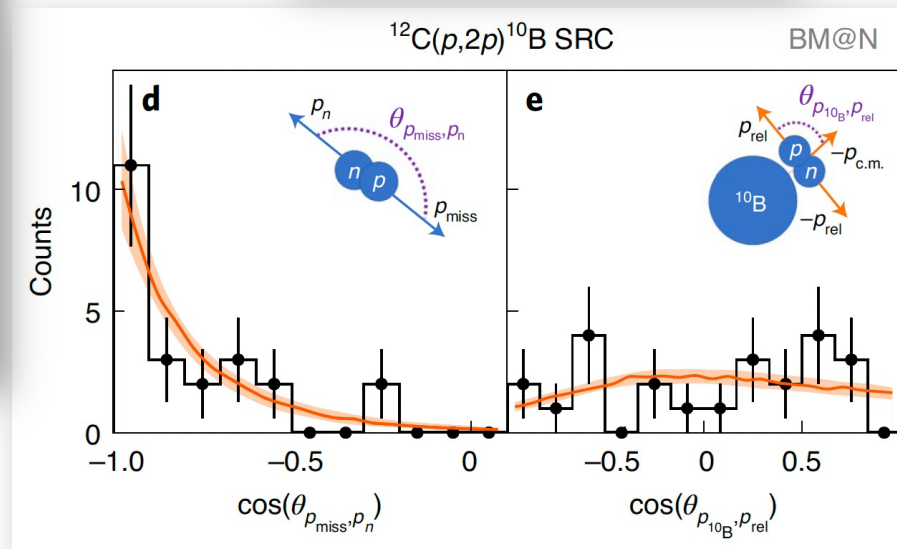 ¹²C(p,2p)¹⁰B SRC
BM@N
d
pₙ
θ_{p_miss,p_n}
n p
p_miss
e
θ_{p_10B,p_rel}
p_rel
p
−p_c.m.
n
¹⁰B
−p_rel
Counts
10
5
0
−1.0 −0.5 0
−0.5 0 0.5
cos(θ_{p_miss,p_n})
cos(θ_{p_10B,p_rel})